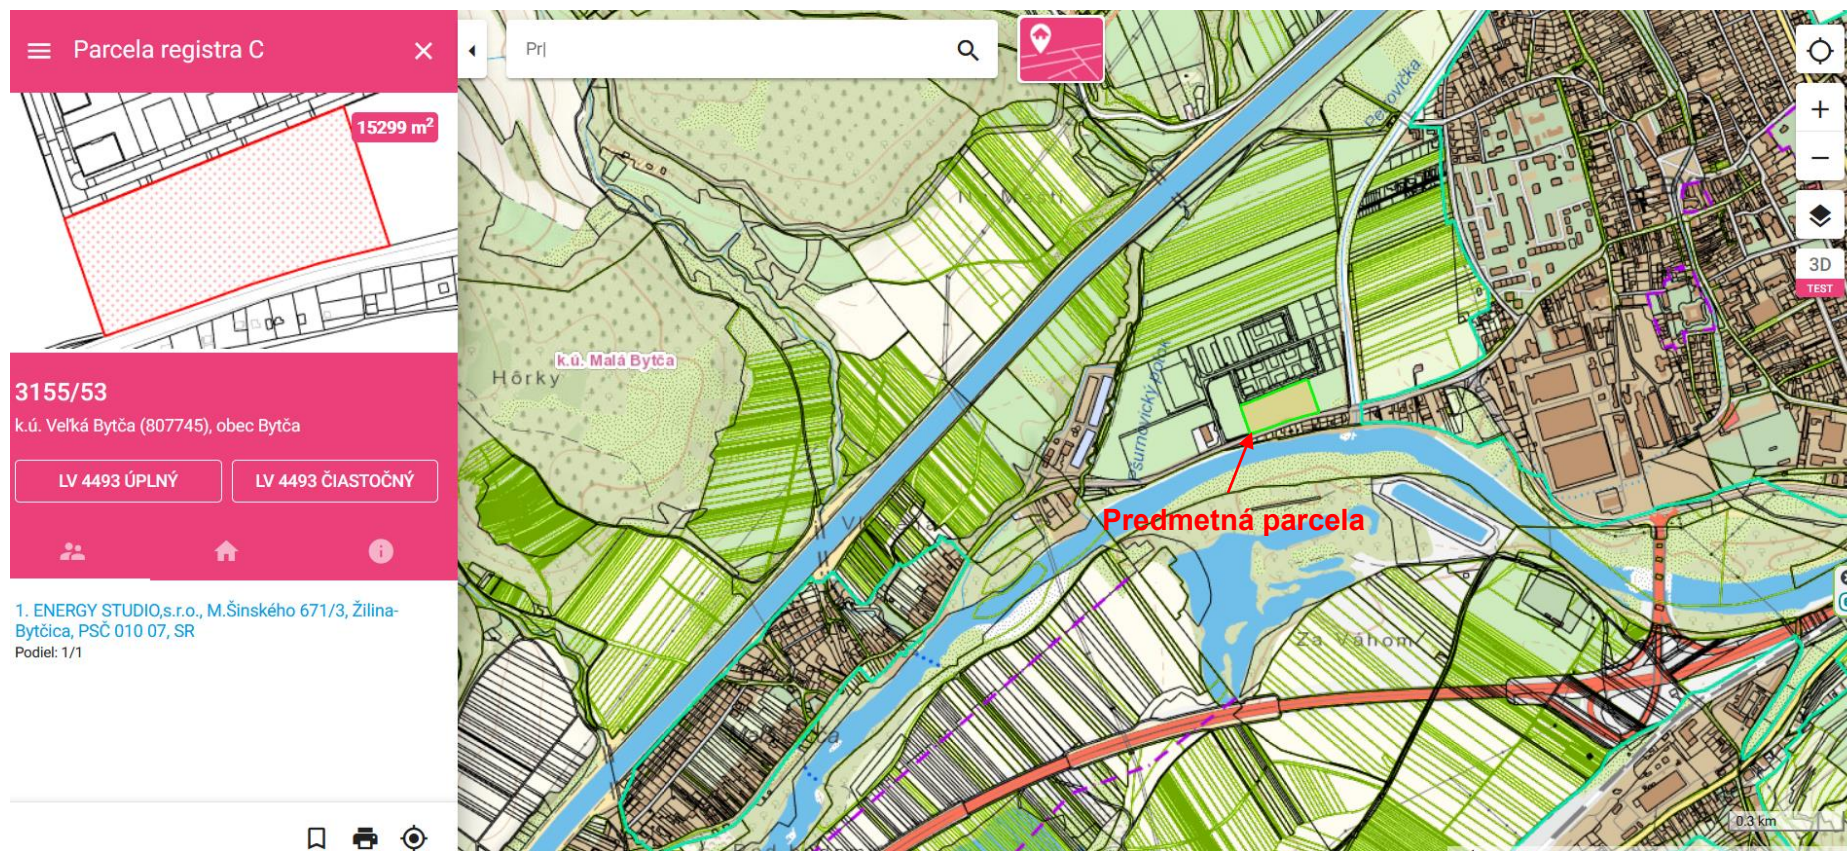 Parcela registra C
15299 m²
3155/53
k.ú. Veľká Bytča (807745), obec Bytča
LV 4493 ÚPLNÝ
LV 4493 ČIASTOČNÝ
1. ENERGY STUDIO,s.r.o., M.Šinského 671/3, Žilina-
Bytčica, PSČ 010 07, SR
Podiel: 1/1
Pr
3D
TEST
k.ú. Malá Bytča
Hôrky
Pšurnovický potok
Predmetná parcela
Za Váhom
0.3 km